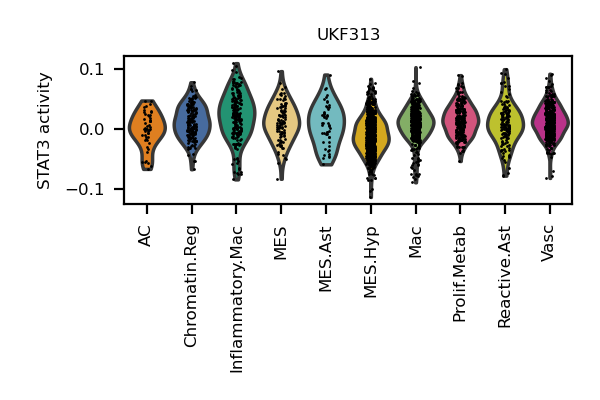 UKF313
STAT3 activity
0.1
0.0
−0.1
AC
Chromatin.Reg
Inflammatory.Mac
MES
MES.Ast
MES.Hyp
Mac
Prolif.Metab
Reactive.Ast
Vasc